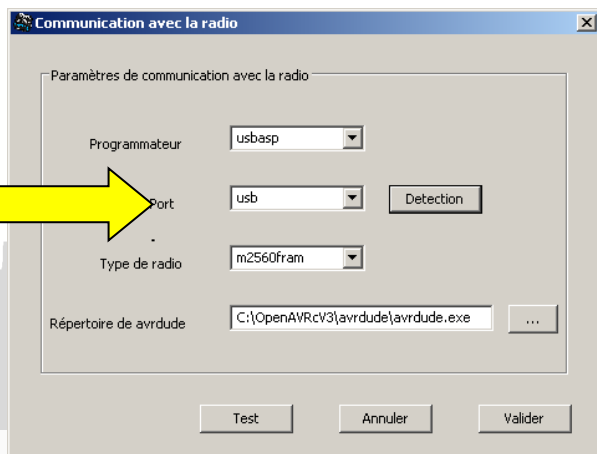 Communication avec la radio
Paramètres de communication avec la radio
Programmateur
usbasp
Port
usb
Detection
Type de radio
m2560fram
Répertoire de avrdude
C:\OpenAVRcV3\avrdude\avrdude.exe
...
Test
Annuler
Valider